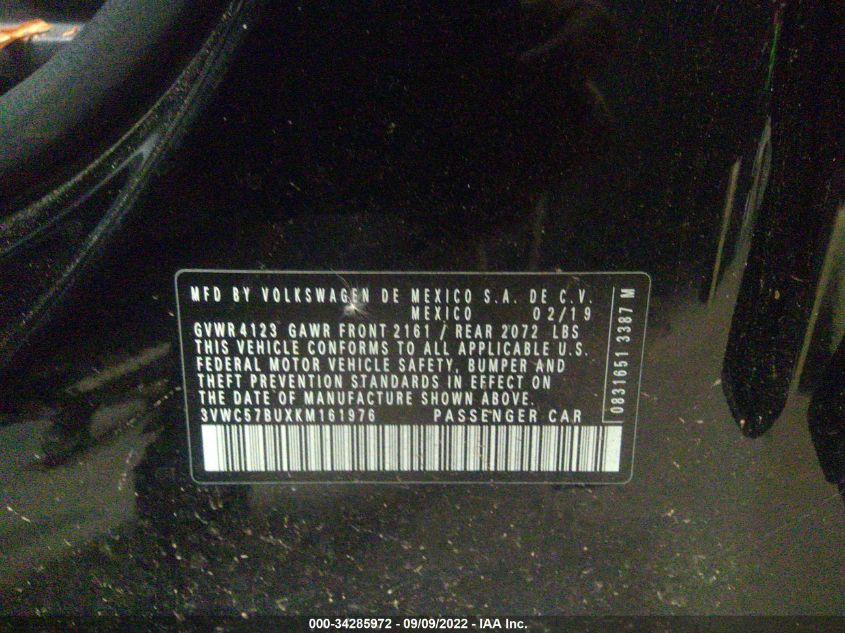 MFD BY VOLKSWAGEN DE MEXICO S.A. DE C.V.
MEXICO 02/19
GVWR 4123 GAWR FRONT 2161 / REAR 2072 LBS
THIS VEHICLE CONFORMS TO ALL APPLICABLE U.S.
FEDERAL MOTOR VEHICLE SAFETY, BUMPER AND
THEFT PREVENTION STANDARDS IN EFFECT ON
THE DATE OF MANUFACTURE SHOWN ABOVE.
3VWC57BUXKM161976 PASSENGER CAR
0831651 3387 M
000-34285972 - 09/09/2022 - IAA Inc.